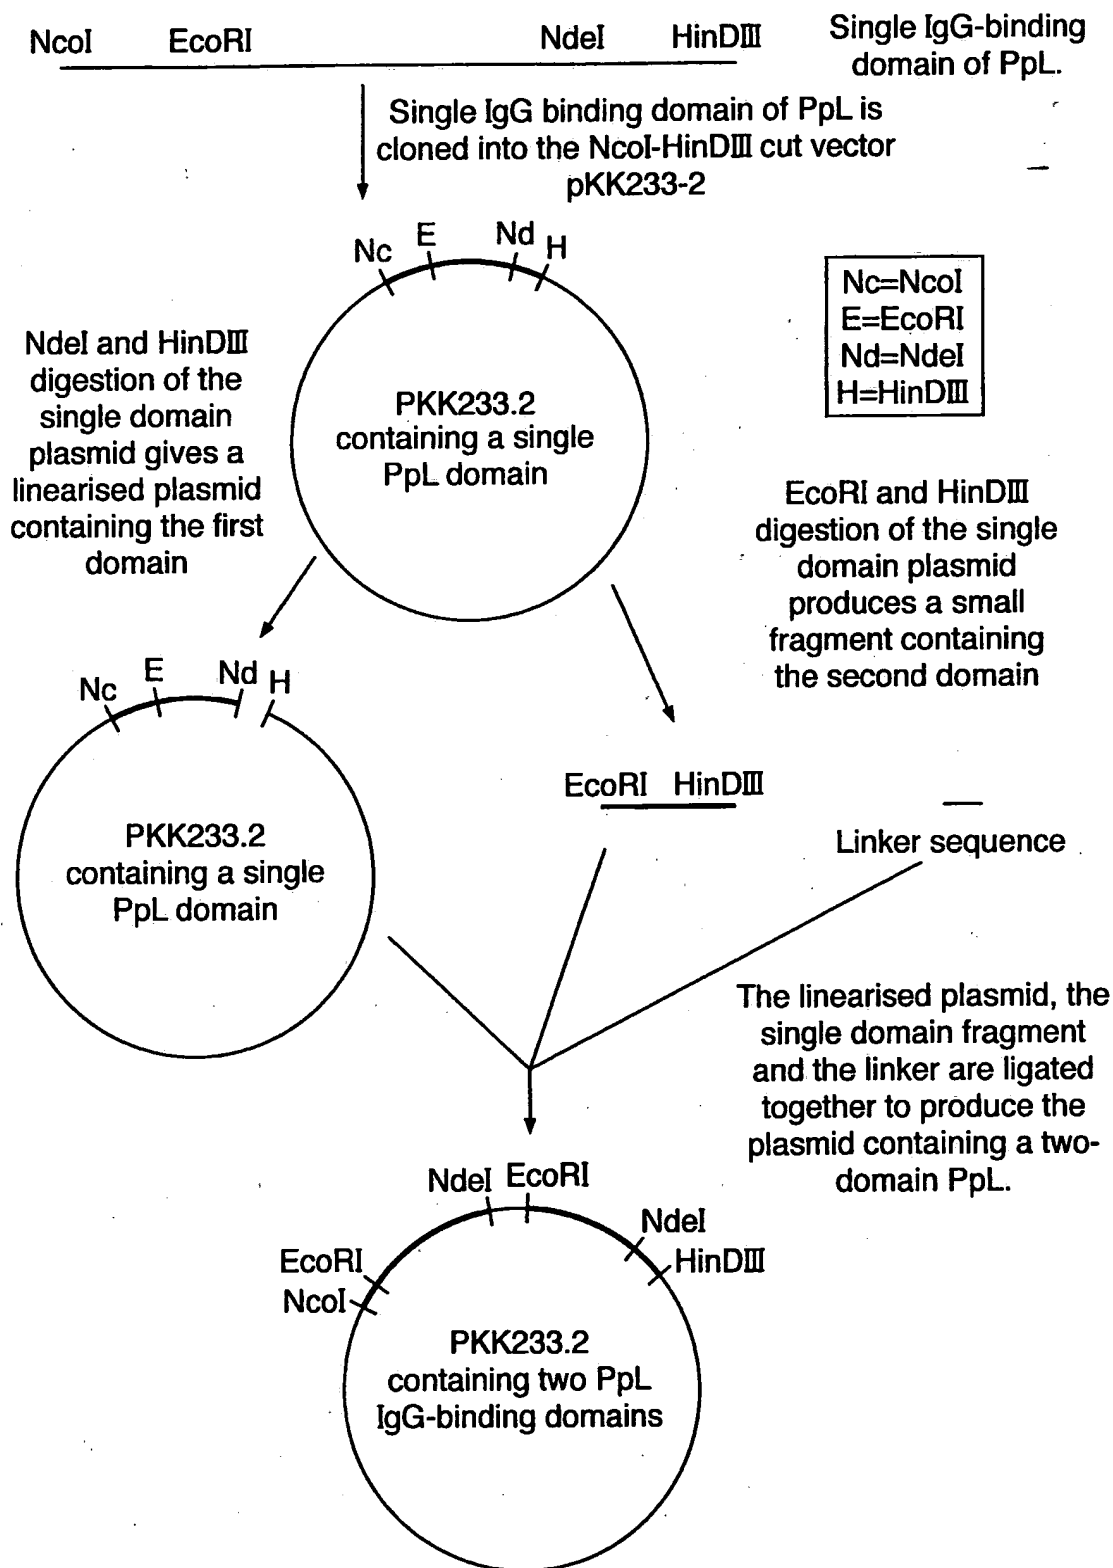 NcoI EcoRI NdeI HinDIII
Single IgG-binding
domain of PpL.
Single IgG binding domain of PpL is
cloned into the NcoI-HinDIII cut vector
pKK233-2
Nc E Nd H
Nc=NcoI
E=EcoRI
Nd=NdeI
H=HinDIII
NdeI and HinDIII
digestion of the
single domain
plasmid gives a
linearised plasmid
containing the first
domain
PKK233.2
containing a single
PpL domain
EcoRI and HinDIII
digestion of the single
domain plasmid
produces a small
fragment containing
the second domain
Nc E Nd H
PKK233.2
containing a single
PpL domain
EcoRI HinDIII
Linker sequence
The linearised plasmid, the
single domain fragment
and the linker are ligated
together to produce the
plasmid containing a two-
domain PpL.
NdeI EcoRI
NdeI
HinDIII
EcoRI
NcoI
PKK233.2
containing two PpL
IgG-binding domains